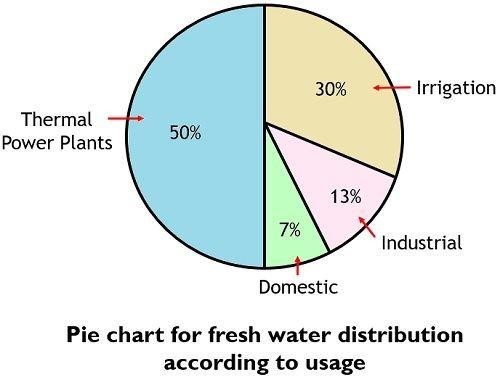 30%
Irrigation
Thermal
Power Plants
50%
13%
7%
Industrial
Domestic
Pie chart for fresh water distribution
according to usage